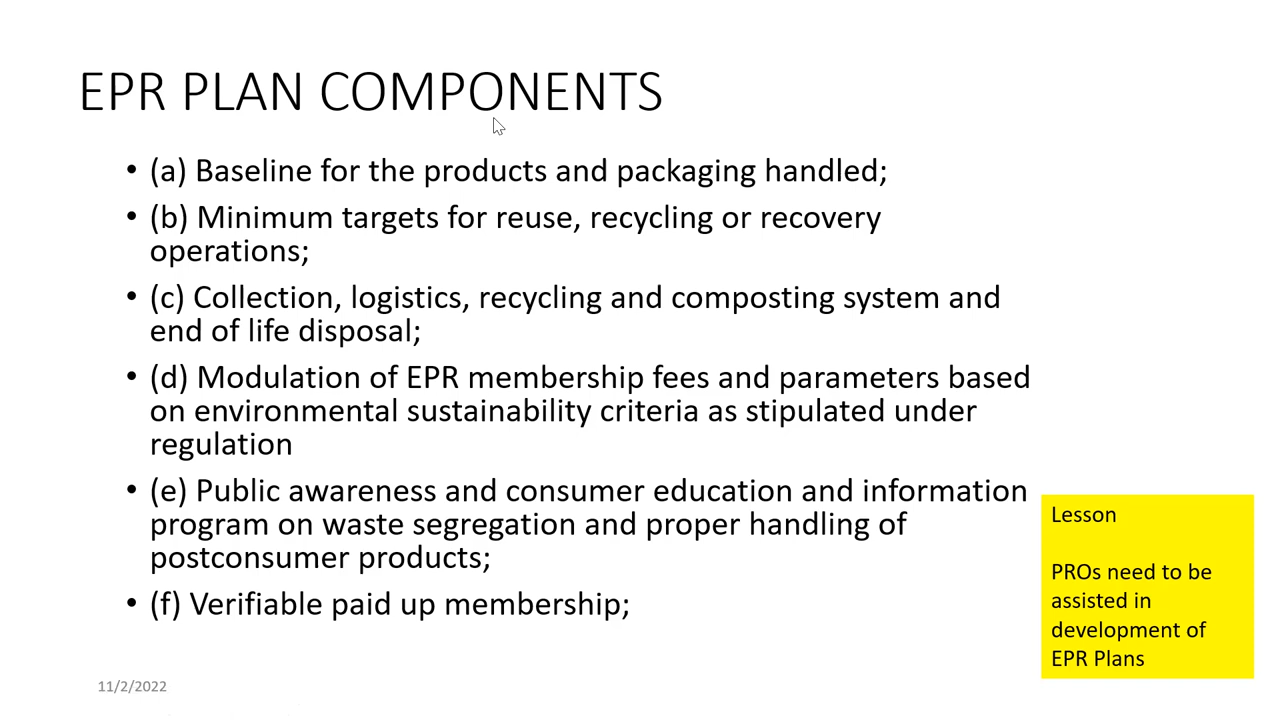 EPR PLAN COMPONENTS
• (a) Baseline for the products and packaging handled;
• (b) Minimum targets for reuse, recycling or recovery
operations;
• (c) Collection, logistics, recycling and composting system and
end of life disposal;
• (d) Modulation of EPR membership fees and parameters based
on environmental sustainability criteria as stipulated under
regulation
• (e) Public awareness and consumer education and information
program on waste segregation and proper handling of
postconsumer products;
• (f) Verifiable paid up membership;
Lesson
PROs need to be
assisted in
development of
EPR Plans
11/2/2022